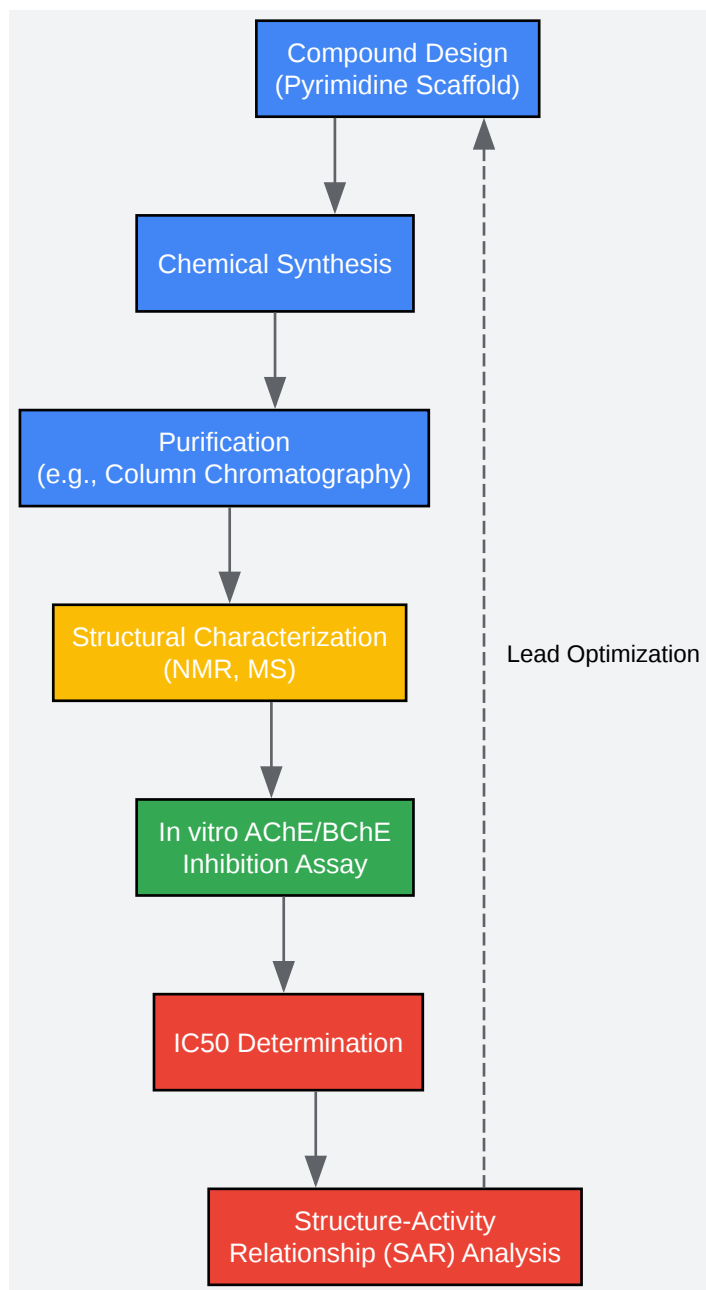 Compound Design
(Pyrimidine Scaffold)
Chemical Synthesis
Purification
(e.g., Column Chromatography)
Structural Characterization
(NMR, MS)
Lead Optimization
In vitro AChE/BChE
Inhibition Assay
IC50 Determination
Structure-Activity
Relationship (SAR) Analysis